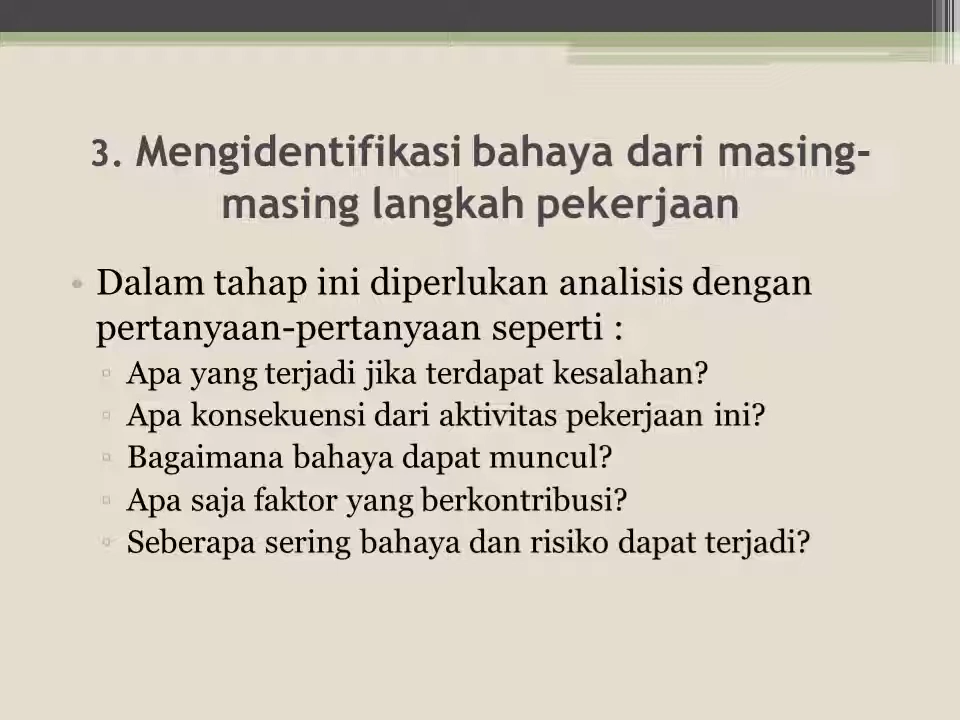 3. Mengidentifikasi bahaya dari masing-
masing langkah pekerjaan
• Dalam tahap ini diperlukan analisis dengan
pertanyaan-pertanyaan seperti :
▫ Apa yang terjadi jika terdapat kesalahan?
▫ Apa konsekuensi dari aktivitas pekerjaan ini?
▫ Bagaimana bahaya dapat muncul?
▫ Apa saja faktor yang berkontribusi?
▫ Seberapa sering bahaya dan risiko dapat terjadi?